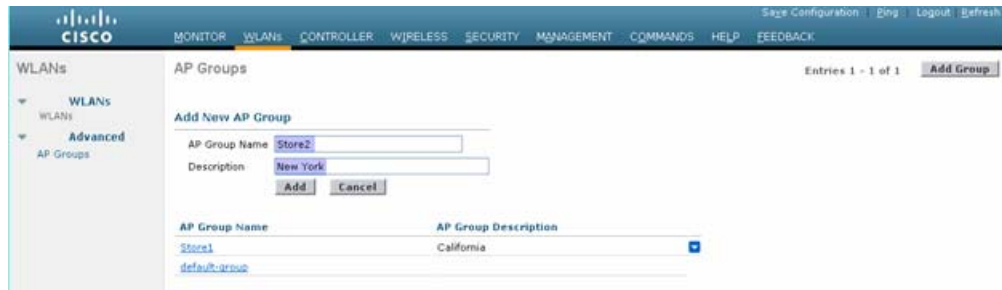 Save Configuration Ping Logout Refresh
CISCO
MONITOR WLANs CONTROLLER WIRELESS SECURITY MANAGEMENT COMMANDS HELP FEEDBACK
WLANs
AP Groups
Entries 1 - 1 of 1
Add Group
WLANs
WLANs
Advanced
AP Groups
Add New AP Group
AP Group Name Store2
Description New York
Add Cancel
AP Group Name AP Group Description
Store1 California
default-group